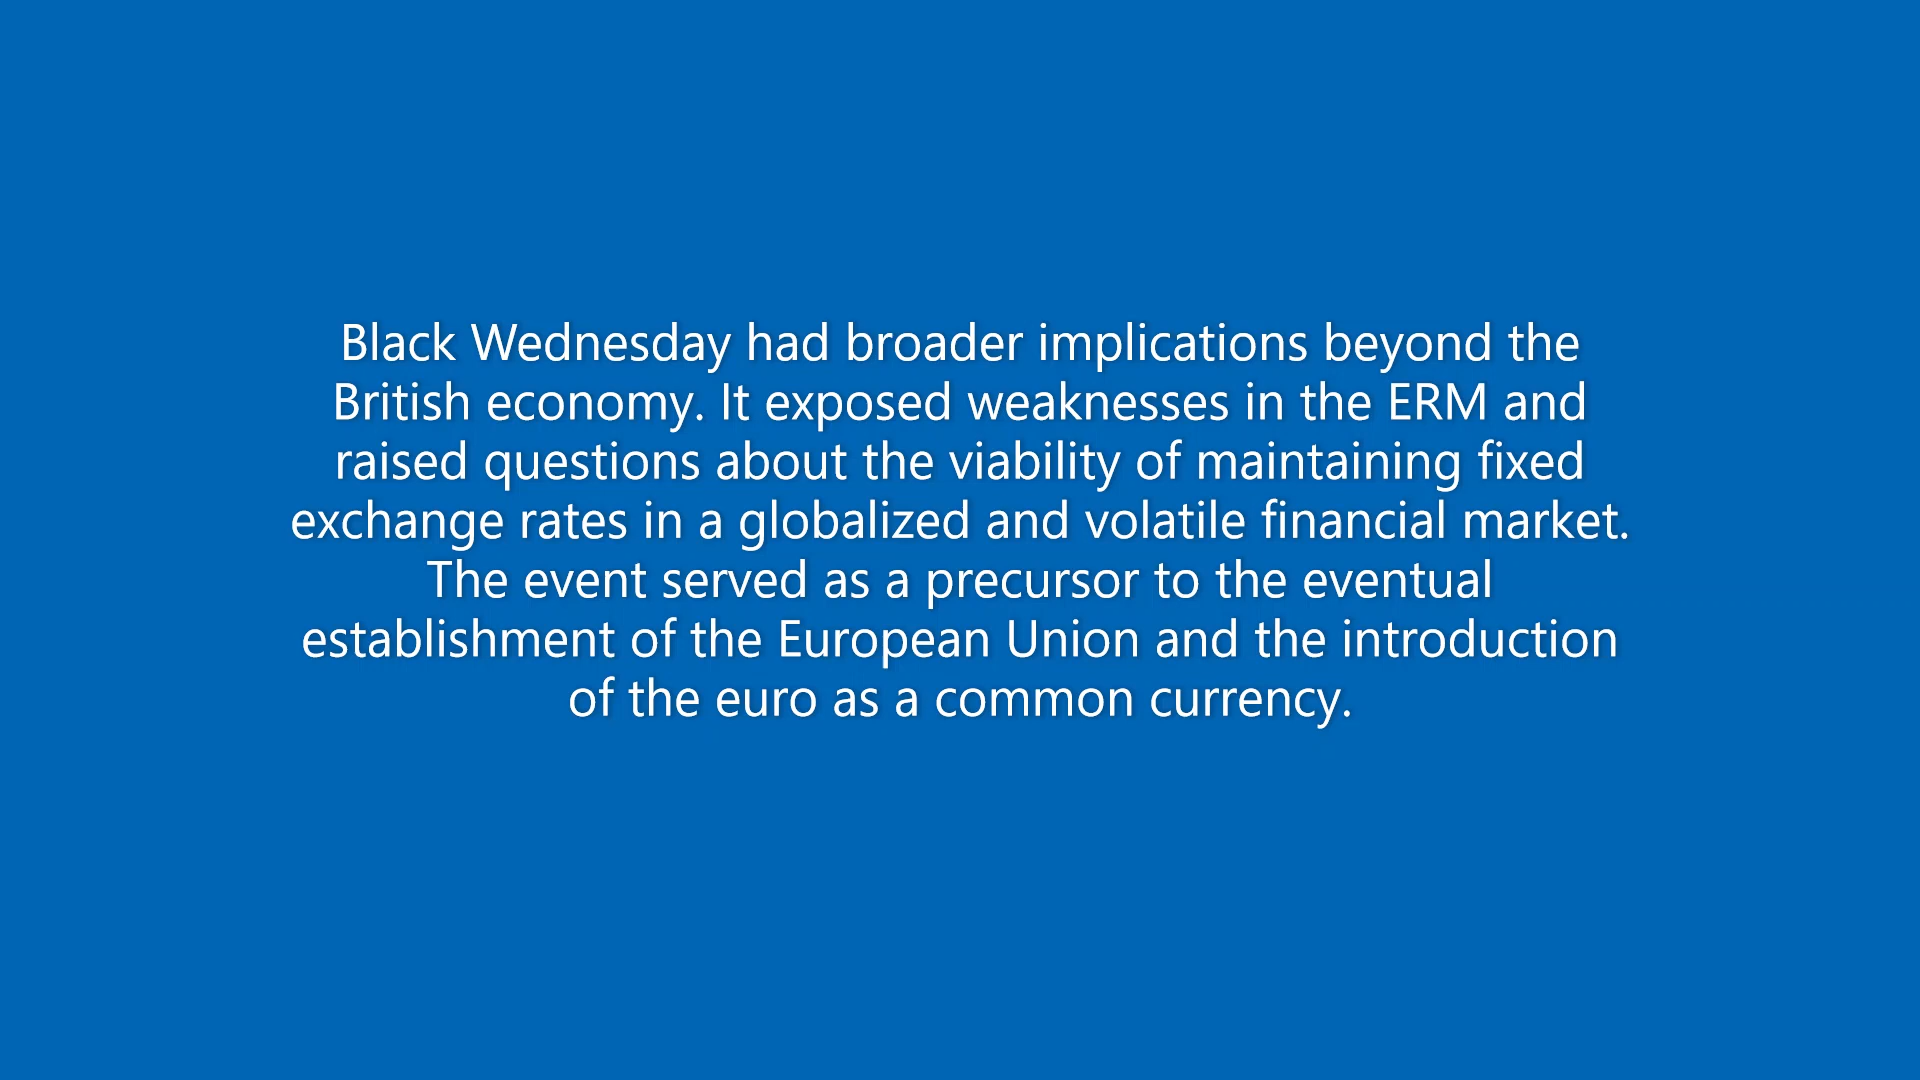 Black Wednesday had broader implications beyond the
British economy. It exposed weaknesses in the ERM and
raised questions about the viability of maintaining fixed
exchange rates in a globalized and volatile financial market.
The event served as a precursor to the eventual
establishment of the European Union and the introduction
of the euro as a common currency.